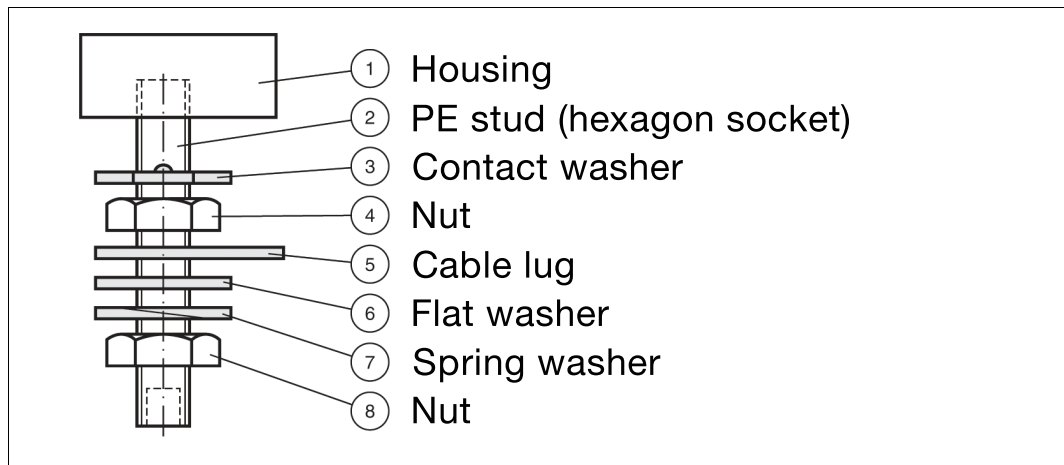 1 Housing
2 PE stud (hexagon socket)
3 Contact washer
4 Nut
5 Cable lug
6 Flat washer
7 Spring washer
8 Nut